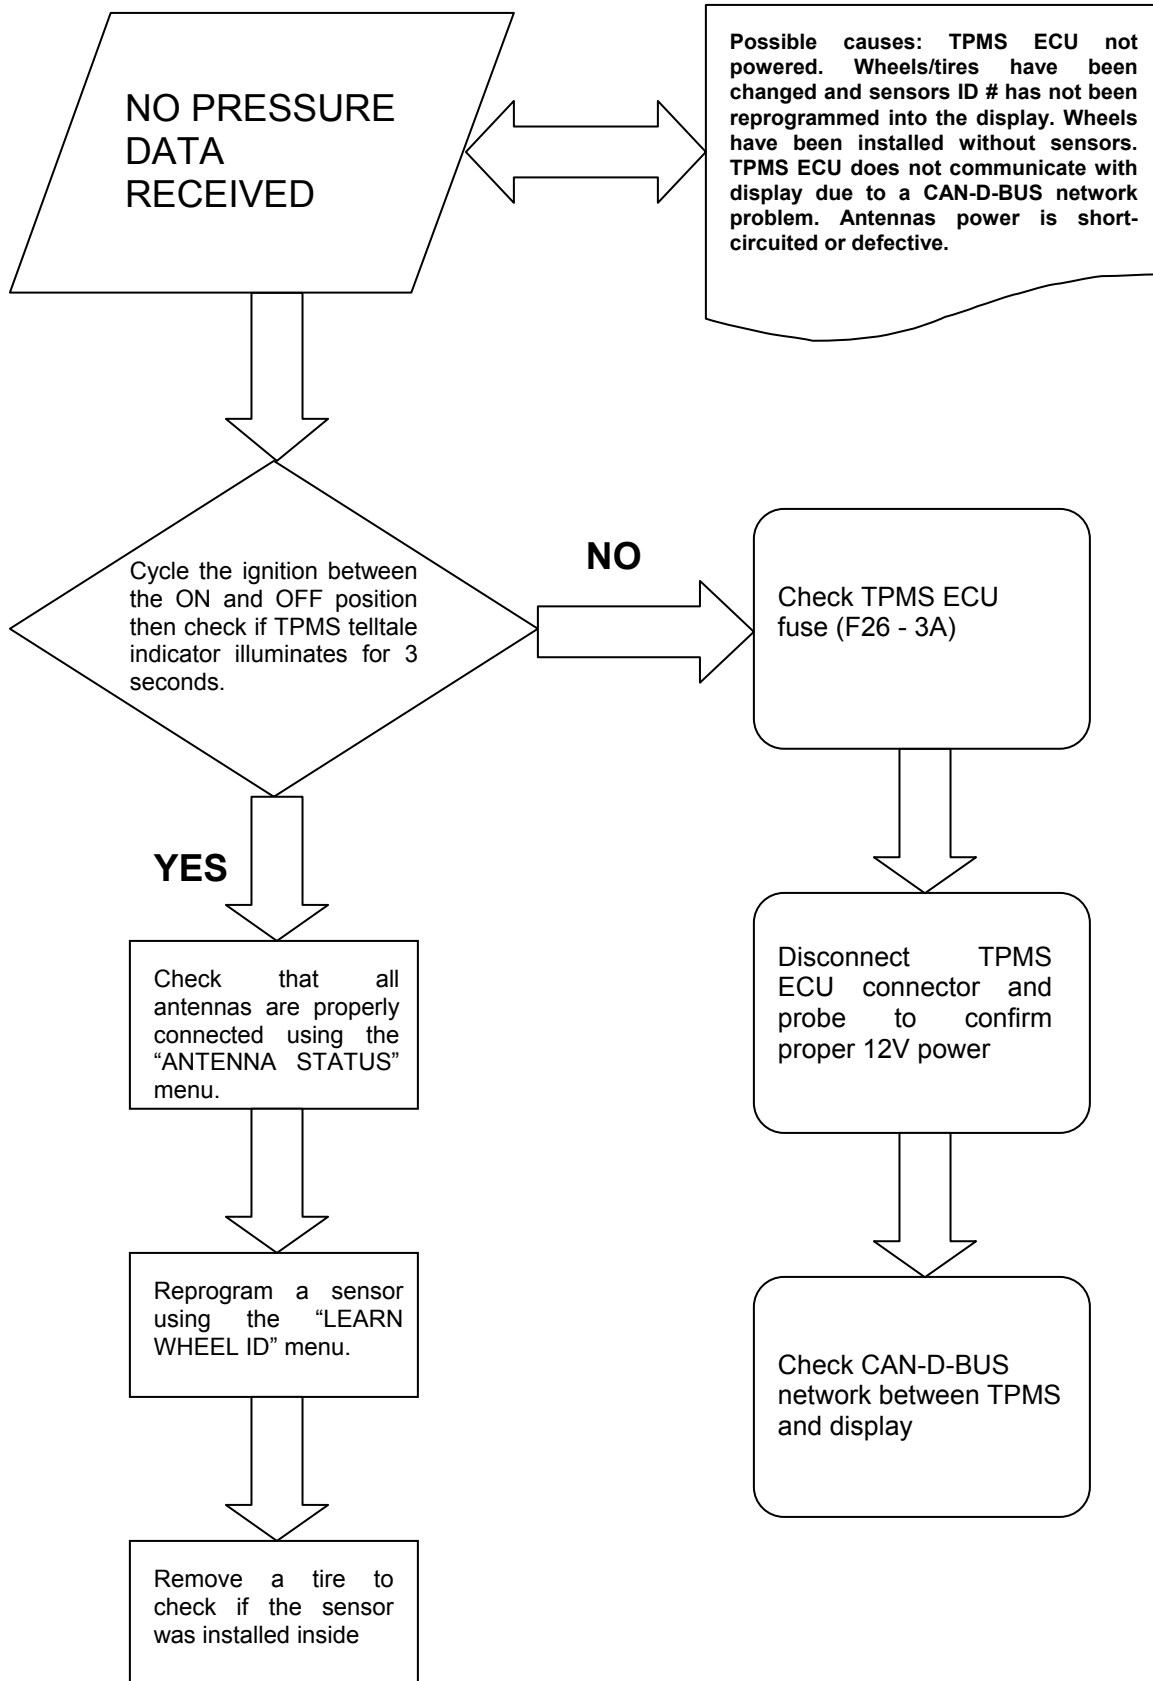 NO PRESSURE
DATA
RECEIVED
Possible causes: TPMS ECU not
powered. Wheels/tires have been
changed and sensors ID # has not been
reprogrammed into the display. Wheels
have been installed without sensors.
TPMS ECU does not communicate with
display due to a CAN-D-BUS network
problem. Antennas power is short-
circuited or defective.
Cycle the ignition between
the ON and OFF position
then check if TPMS telltale
indicator illuminates for 3
seconds.
NO
Check TPMS ECU
fuse (F26 - 3A)
YES
Check that all
antennas are properly
connected using the
“ANTENNA STATUS”
menu.
Disconnect TPMS
ECU connector and
probe to confirm
proper 12V power
Reprogram a sensor
using the “LEARN
WHEEL ID” menu.
Check CAN-D-BUS
network between TPMS
and display
Remove a tire to
check if the sensor
was installed inside